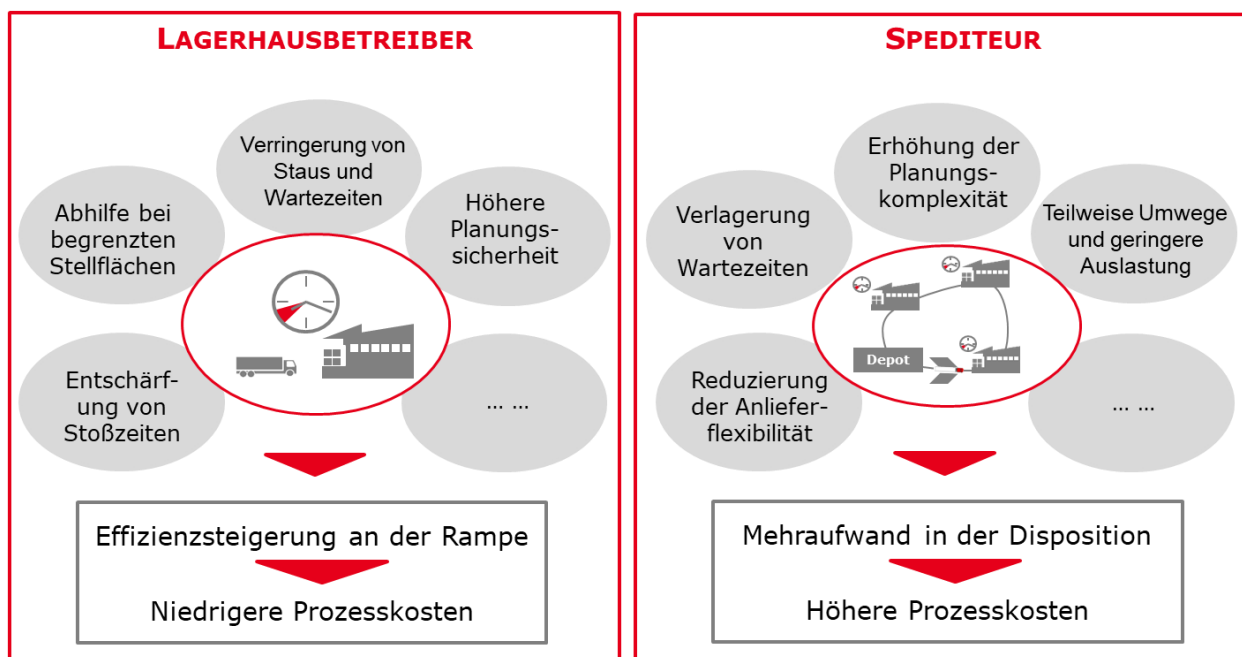 LAGERHAUSBETREIBER
Verringerung von
Staus und
Wartezeiten
Abhilfe bei
begrenzten
Stellflächen
Höhere
Planungs-
sicherheit
Entschärf-
ung von
Stoßzeiten
... ...
Effizienzsteigerung an der Rampe
Niedrigere Prozesskosten
SPEDITEUR
Erhöhung der
Planungs-
komplexität
Verlagerung
von
Wartezeiten
Teilweise Umwege
und geringere
Auslastung
Depot
Reduzierung
der Anliefer-
flexibilität
... ...
Mehraufwand in der Disposition
Höhere Prozesskosten